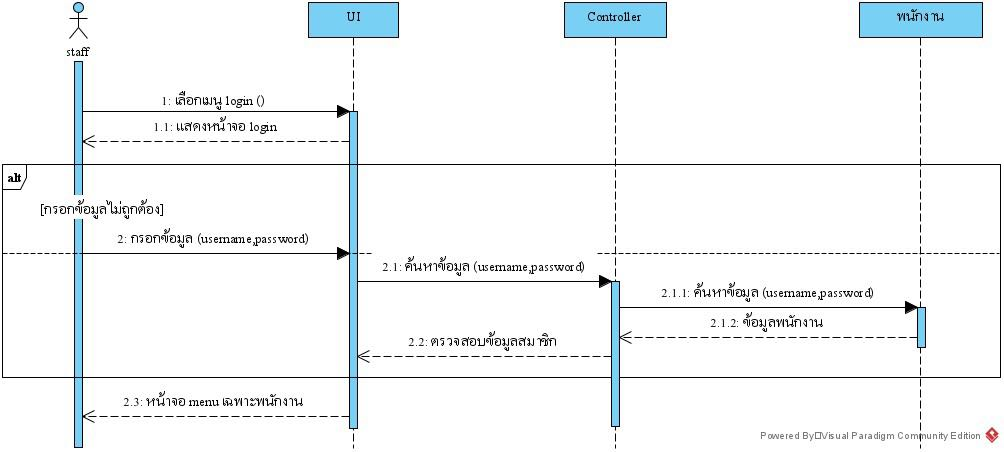 UI
Controller
พนักงาน
staff
1: เลือกเมนู login ()
1.1: แสดงหน้าจอ login
alt
[กรอกข้อมูลไม่ถูกต้อง]
2: กรอกข้อมูล (username,password)
2.1: ค้นหาข้อมูล (username,password)
2.1.1: ค้นหาข้อมูล (username,password)
2.1.2: ข้อมูลพนักงาน
2.2: ตรวจสอบข้อมูลสมาชิก
2.3: หน้าจอ menu เฉพาะพนักงาน
Powered By□Visual Paradigm Community Edition